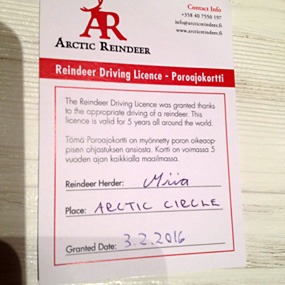 AR
ARCTIC REINDEER
Contact Info
+358 40 7550 197
info@arcticreindeer.fi
www.arcticreindeer.fi
Reindeer Driving Licence - Poroajokortti
The Reindeer Driving Licence was granted thanks
to the appropriate driving of a reindeer. This
licence is valid for 5 years all around the world.
Tämä Poroajokortti on myönnetty poron oikeaop-
pisen ohjastuksen ansiosta. Kortti on voimassa 5
vuoden ajan kaikkialla maailmassa.
Reindeer Herder: Miia
Place: ARCTIC CIRCLE
Granted Date: 3.2.2016